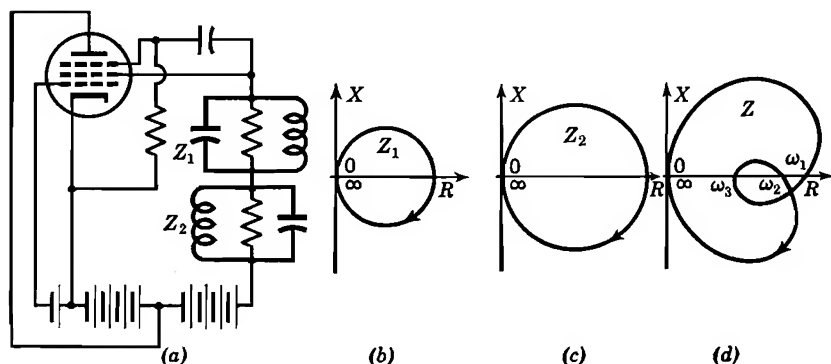 Z₁
Z₂
(a)
X
Z₁
0
∞
R
(b)
Z₂
0
∞
R
(c)
X
Z
0
∞
ω₁
ω₂
ω₃
R
(d)